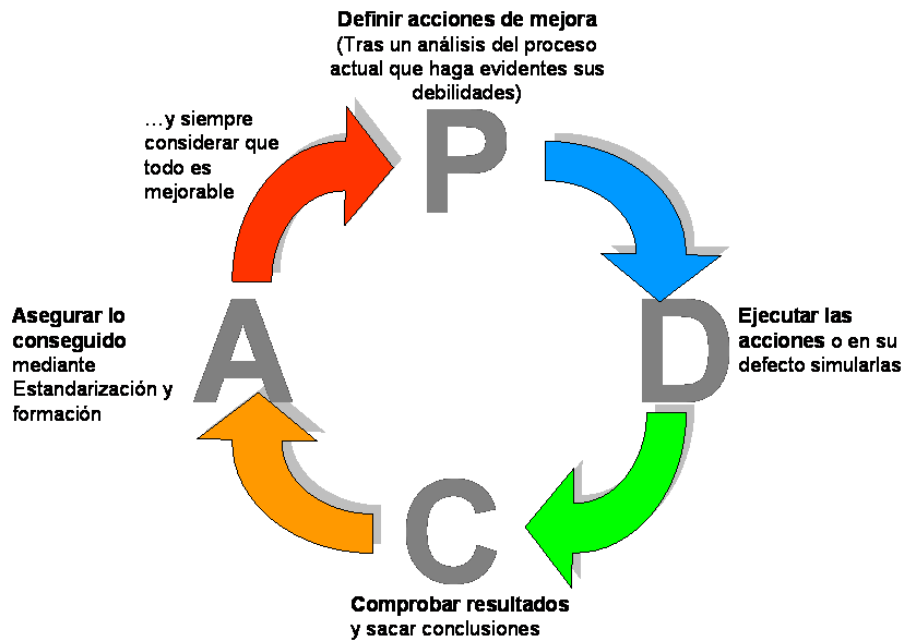 Definir acciones de mejora
(Tras un análisis del proceso
actual que haga evidentes sus
debilidades)
…y siempre
considerar que
todo es
mejorable
P
Asegurar lo
conseguido
mediante
Estandarización y
formación
A
D
Ejecutar las
acciones o en su
defecto simularlas
C
Comprobar resultados
y sacar conclusiones